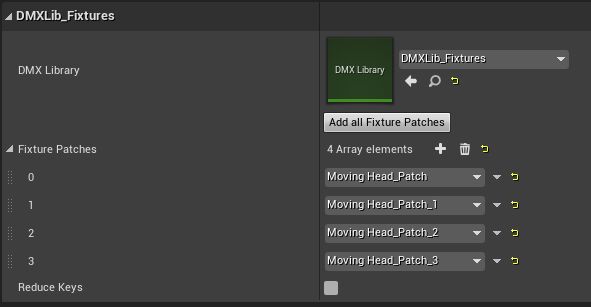 DMXLib_Fixtures
DMX Library
DMX Library
DMXLib_Fixtures
Add all Fixture Patches
Fixture Patches
4 Array elements
0
Moving Head_Patch
1
Moving Head_Patch_1
2
Moving Head_Patch_2
3
Moving Head_Patch_3
Reduce Keys